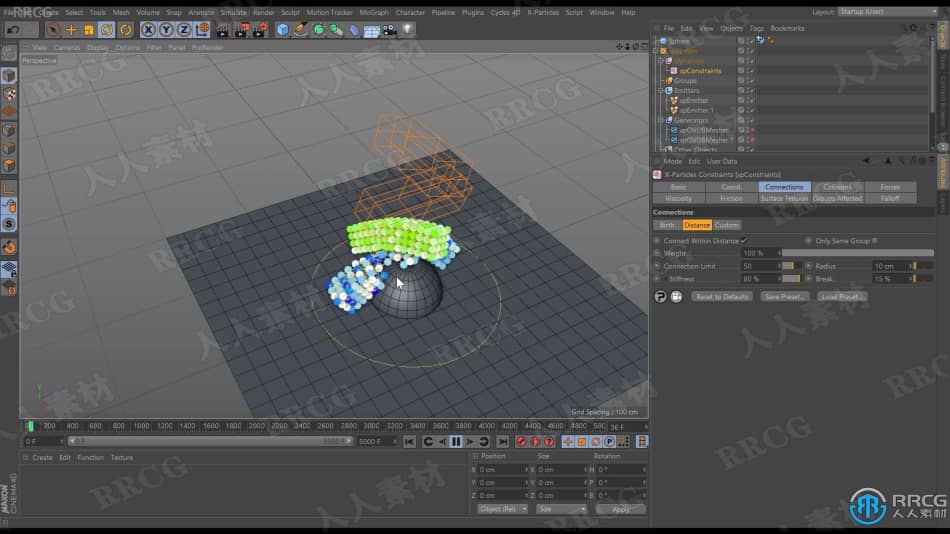 Select Tools Mesh Volume Snap Animate Simulate Render Sculpt Motion Tracker MoGraph Character Pipeline Plugins Cycles 4D X-Particles Script Window Help
Layout: Startup (User)
View Cameras Display Options Filter Panel ProRender
Perspective
File Edit View Objects Tags Bookmarks
Sphere
Dynamics
xpConstraints
Groups
Emitters
xpEmitter
xpEmitter.1
Generators
xpOVDBMesher
xpOVDBMesher.1
Other Objects
Mode Edit User Data
X-Particles Constraints [xpConstraints]
Basic Coord. Connections Collisions Forces
Viscosity Friction Surface Tension Groups Affected Falloff
Connections
Birth Distance Custom
Connect Within Distance Only Same Group
Weight 100 %
Connection Limit 50 Radius 10 cm
Stiffness 80 % Break 15 %
Reset to Defaults Save Preset... Load Preset...
Grid Spacing : 100 cm
0 200 400 600 800 1000 1200 1400 1600 1800 2000 2200 2400 2600 2800 3000 3200 3400 3600 3800 4000 4200 4400 4600 4800 500 36 F
0 F 0 F 5000 F 5000 F
Create Edit Function Texture
Position Size Rotation
X 0 cm X 0 cm H 0 °
Y 0 cm Y 0 cm P 0 °
Z 0 cm Z 0 cm B 0 °
Object (Rel) Size Apply
MAXON
CINEMA 4D
RRCG
人人素材